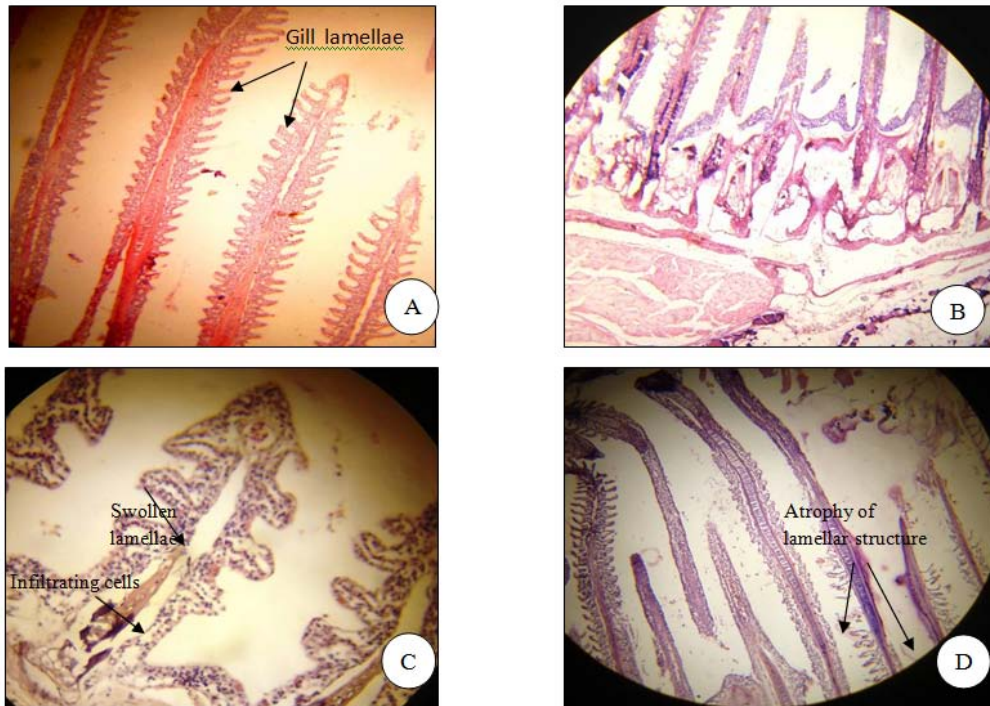 Gill lamellae
A
B
Swollen
lamellae
Infiltrating cells
C
Atrophy of
lamellar structure
D